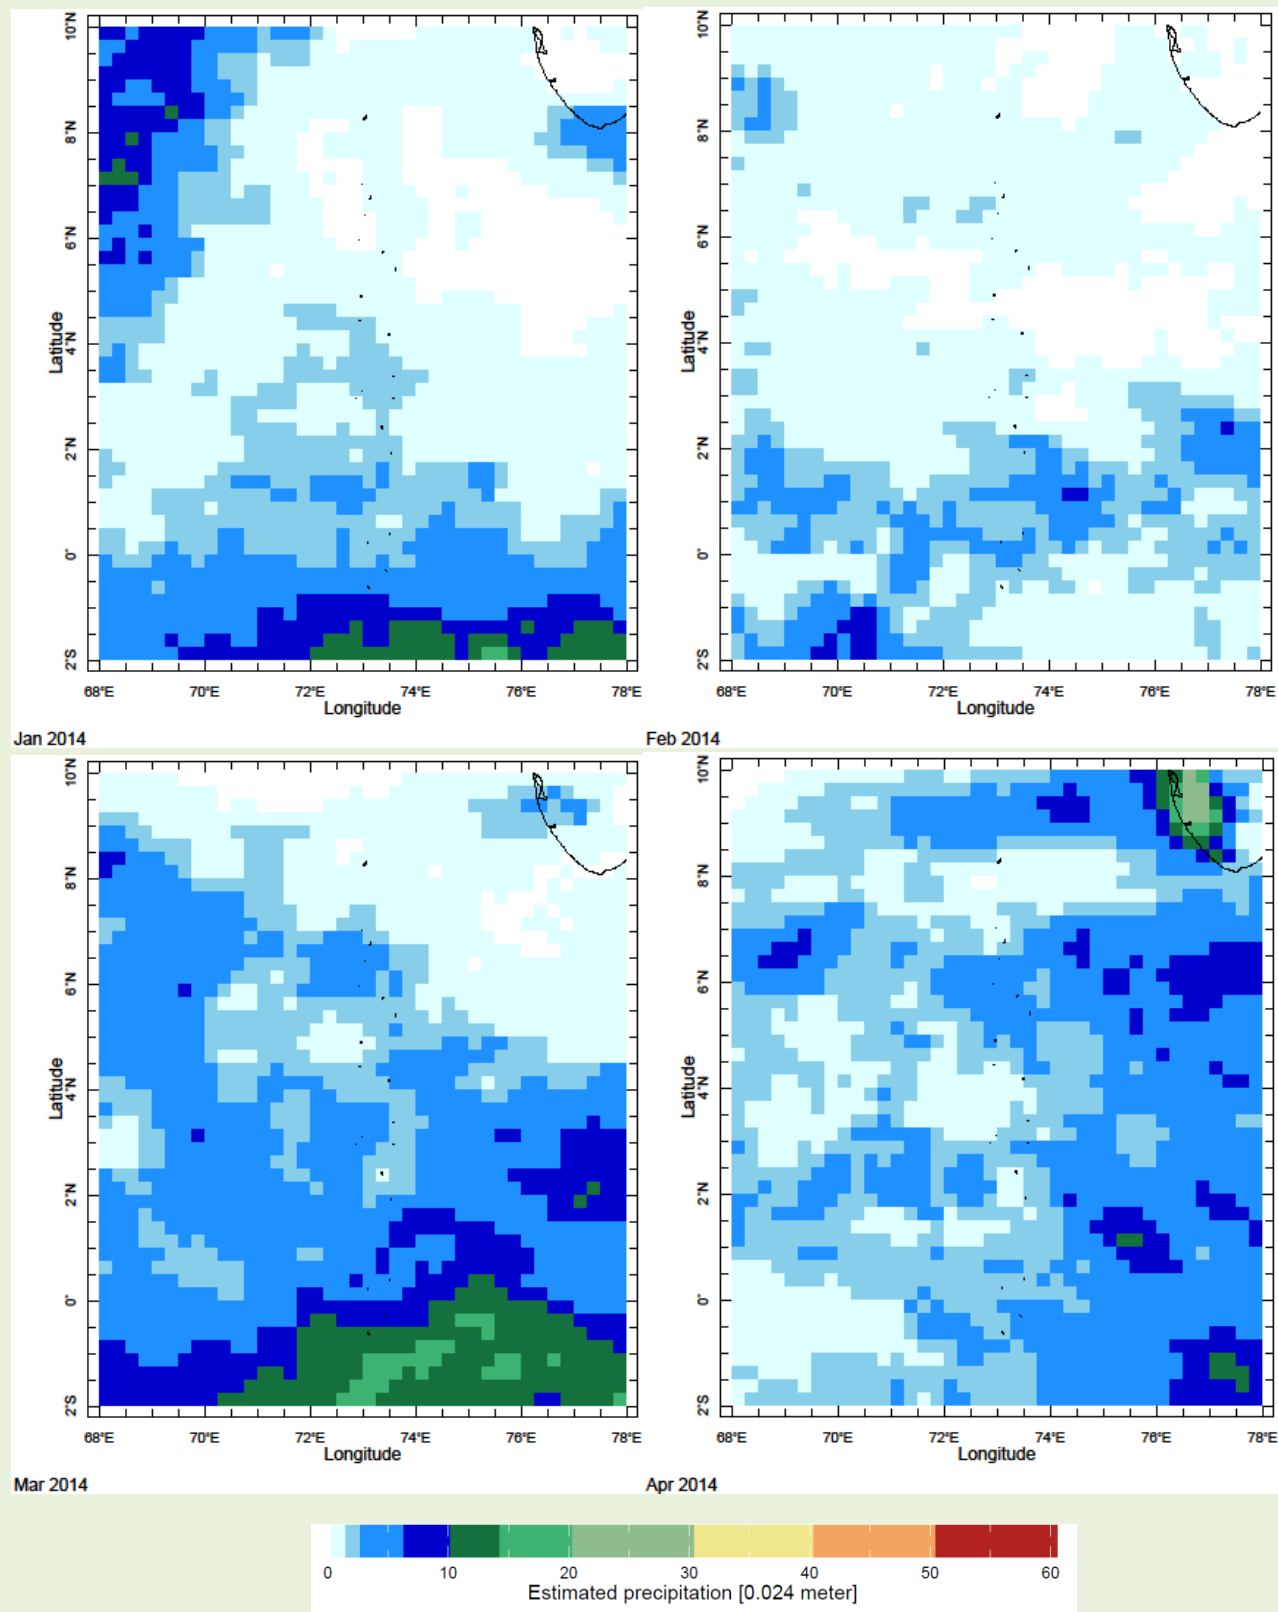 10°N
8°N
6°N
4°N
2°N
0°
2°S
Latitude
68°E 70°E 72°E 74°E 76°E 78°E
Longitude
Jan 2014
10°N
8°N
6°N
4°N
2°N
0°
2°S
Latitude
68°E 70°E 72°E 74°E 76°E 78°E
Longitude
Feb 2014
10°N
8°N
6°N
4°N
2°N
0°
2°S
Latitude
68°E 70°E 72°E 74°E 76°E 78°E
Longitude
Mar 2014
10°N
8°N
6°N
4°N
2°N
0°
2°S
Latitude
68°E 70°E 72°E 74°E 76°E 78°E
Longitude
Apr 2014
0 10 20 30 40 50 60
Estimated precipitation [0.024 meter]